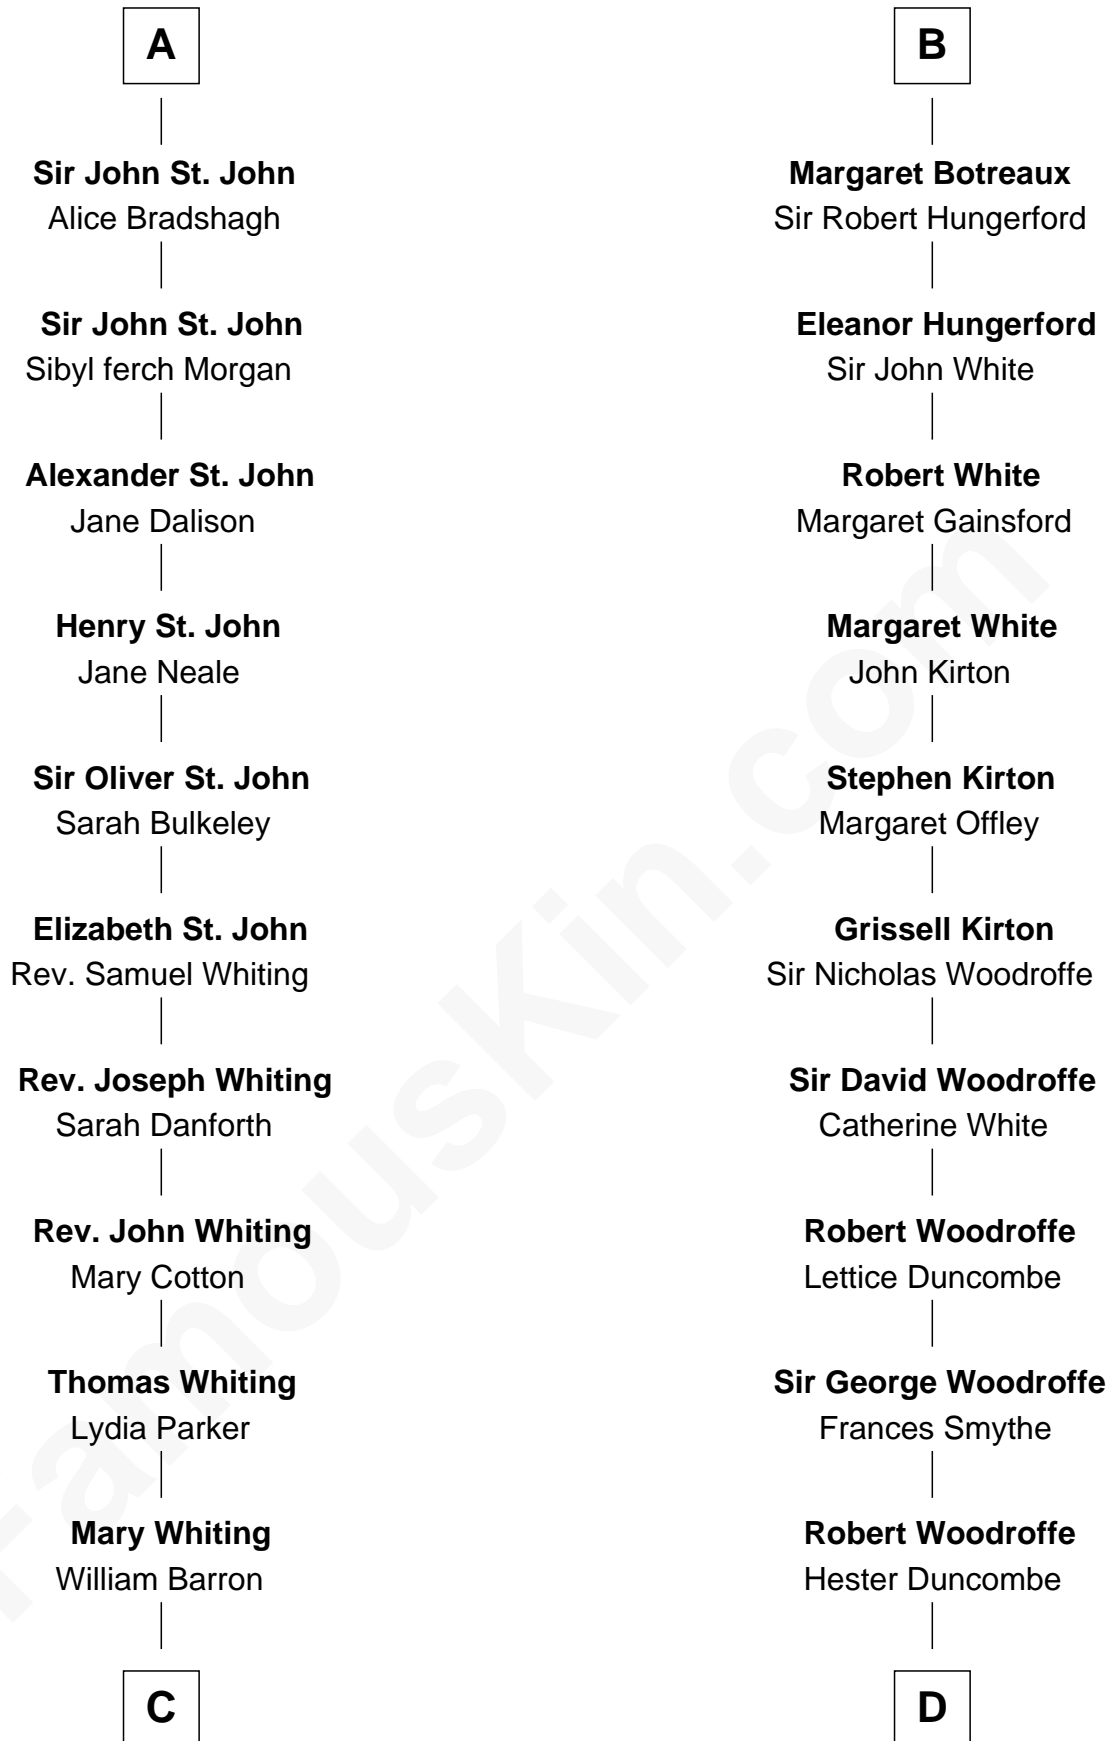 A
Sir John St. John
Alice Bradshagh
Sir John St. John
Sibyl ferch Morgan
Alexander St. John
Jane Dalison
Henry St. John
Jane Neale
Sir Oliver St. John
Sarah Bulkeley
Elizabeth St. John
Rev. Samuel Whiting
Rev. Joseph Whiting
Sarah Danforth
Rev. John Whiting
Mary Cotton
Thomas Whiting
Lydia Parker
Mary Whiting
William Barron
C
B
Margaret Botreaux
Sir Robert Hungerford
Eleanor Hungerford
Sir John White
Robert White
Margaret Gainsford
Margaret White
John Kirton
Stephen Kirton
Margaret Offley
Grissell Kirton
Sir Nicholas Woodroffe
Sir David Woodroffe
Catherine White
Robert Woodroffe
Lettice Duncombe
Sir George Woodroffe
Frances Smythe
Robert Woodroffe
Hester Duncombe
D
FamousKin.com